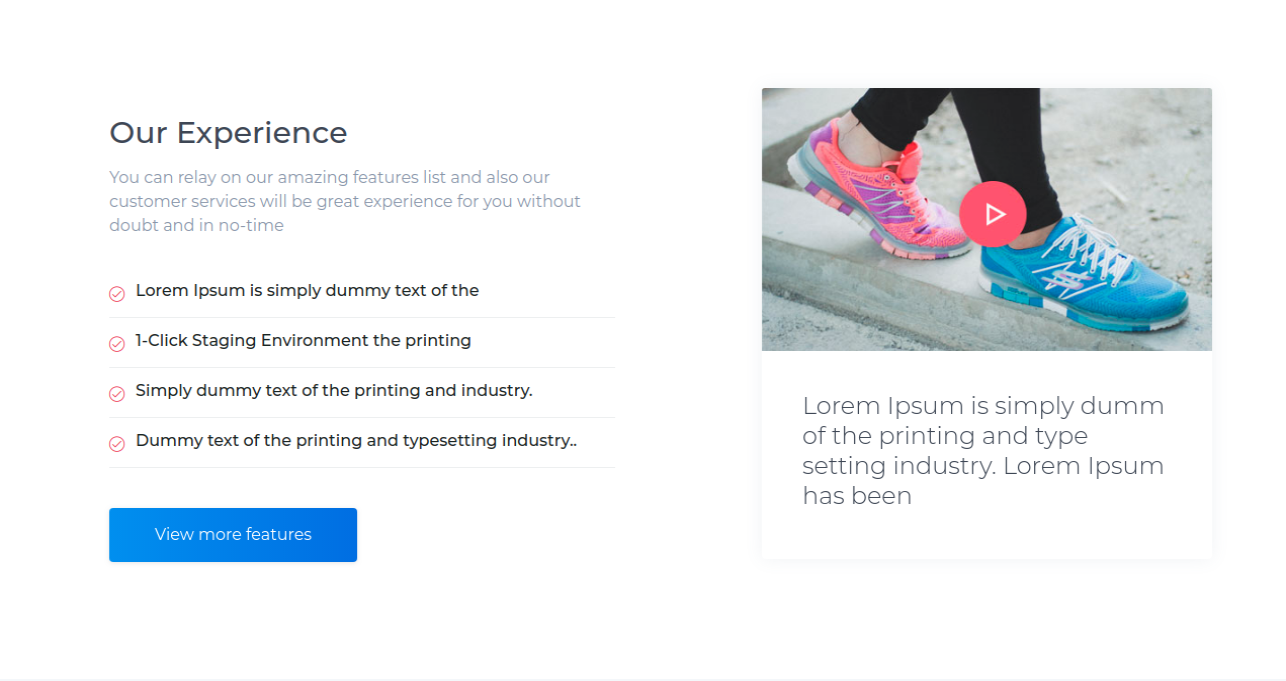 Our Experience
You can relay on our amazing features list and also our
customer services will be great experience for you without
doubt and in no-time
Lorem Ipsum is simply dummy text of the
1-Click Staging Environment the printing
Simply dummy text of the printing and industry.
Dummy text of the printing and typesetting industry..
View more features
Lorem Ipsum is simply dumm
of the printing and type
setting industry. Lorem Ipsum
has been